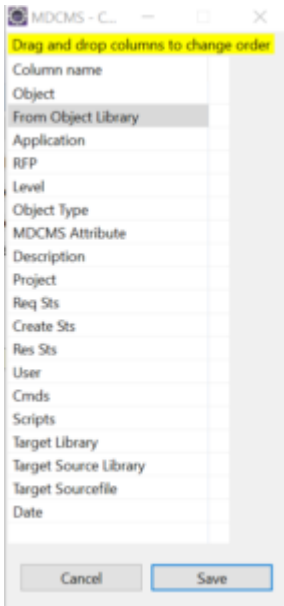 MDCMS - C...
Drag and drop columns to change order
Column name
Object
From Object Library
Application
RFP
Level
Object Type
MDCMS Attribute
Description
Project
Req Sts
Create Sts
Res Sts
User
Cmds
Scripts
Target Library
Target Source Library
Target Sourcefile
Date
Cancel
Save